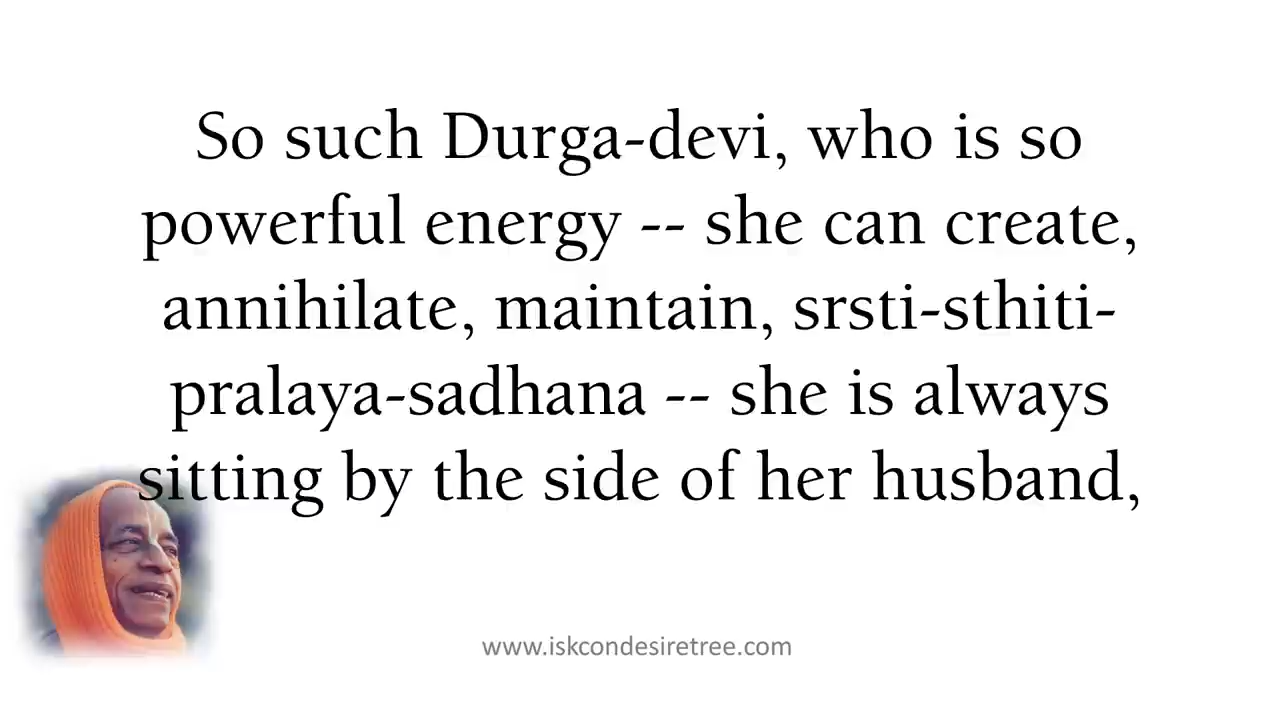 So such Durga-devi, who is so
powerful energy -- she can create,
annihilate, maintain, srsti-sthiti-
pralaya-sadhana -- she is always
sitting by the side of her husband,
www.iskcondesiretree.com